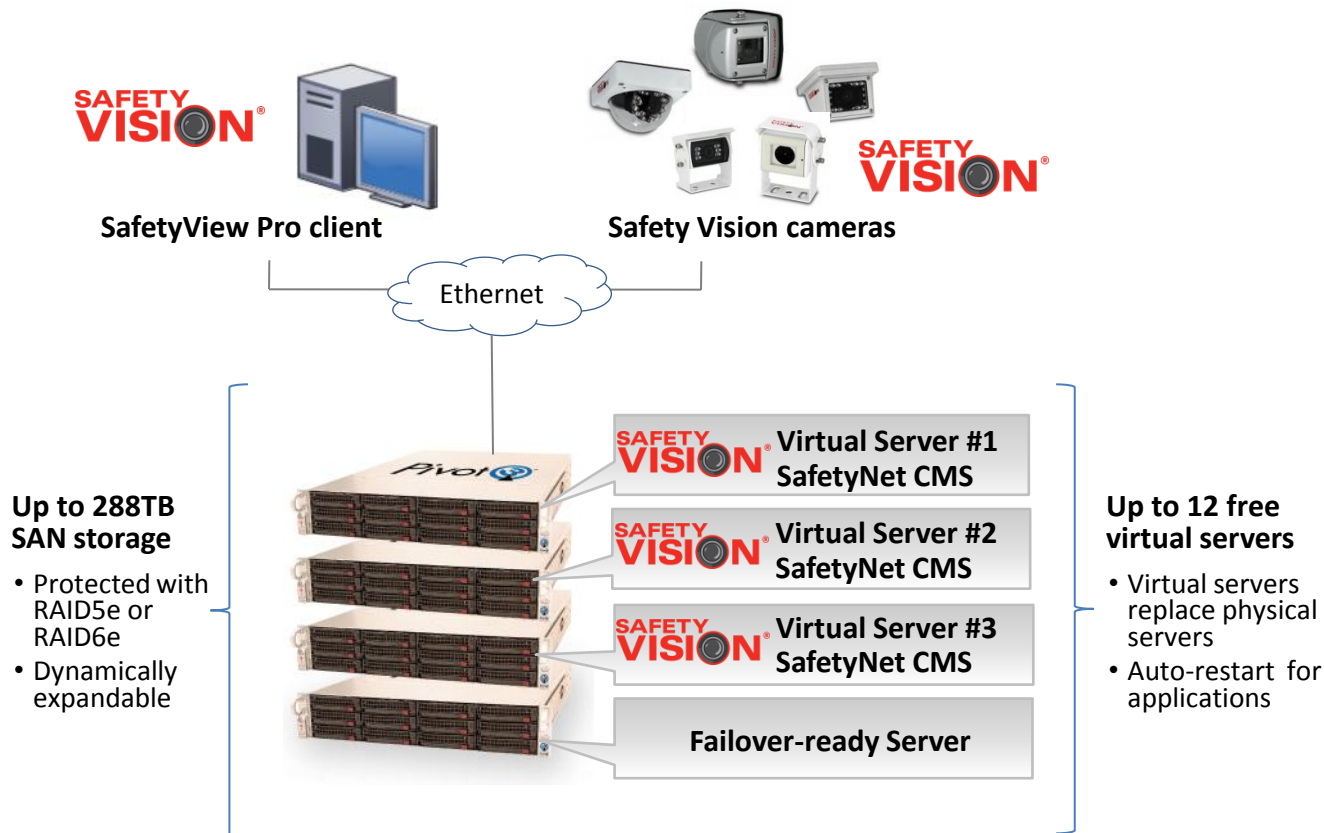 SAFETY
VISION®
SAFETY
VISION®
SafetyView Pro client
Safety Vision cameras
Ethernet
Pivot3
SAFETY
VISION®
Virtual Server #1
SafetyNet CMS
SAFETY
VISION®
Virtual Server #2
SafetyNet CMS
SAFETY
VISION®
Virtual Server #3
SafetyNet CMS
Failover-ready Server
Up to 288TB
SAN storage
• Protected with
RAID5e or
RAID6e
• Dynamically
expandable
Up to 12 free
virtual servers
• Virtual servers
replace physical
servers
• Auto-restart for
applications